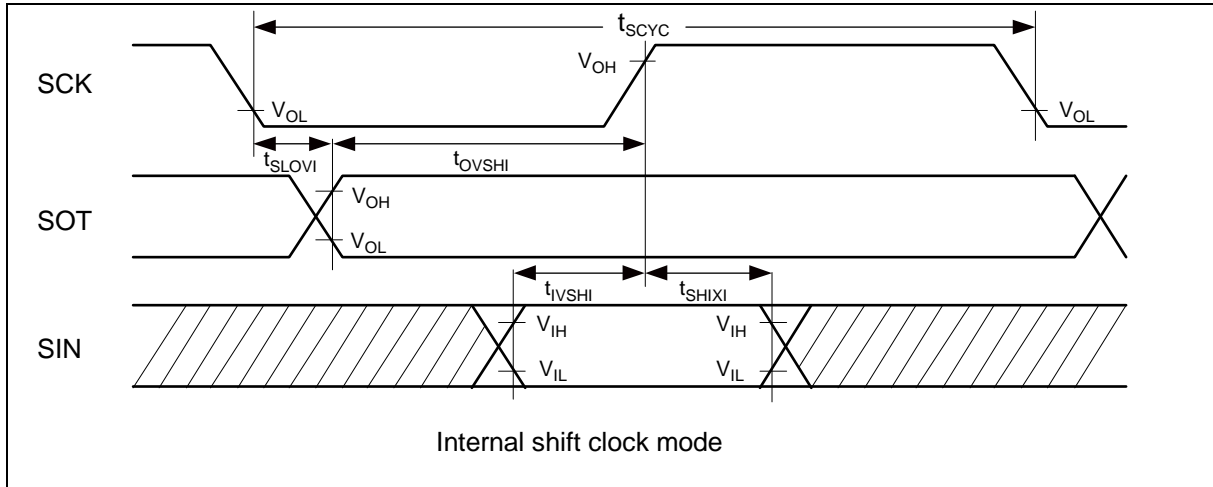 tSCYC
SCK
VOH
VOL
VOL
tSLOVI
tOVSHI
SOT
VOH
VOL
tIVSHI
tSHIXI
SIN
VIH
VIH
VIL
VIL
Internal shift clock mode